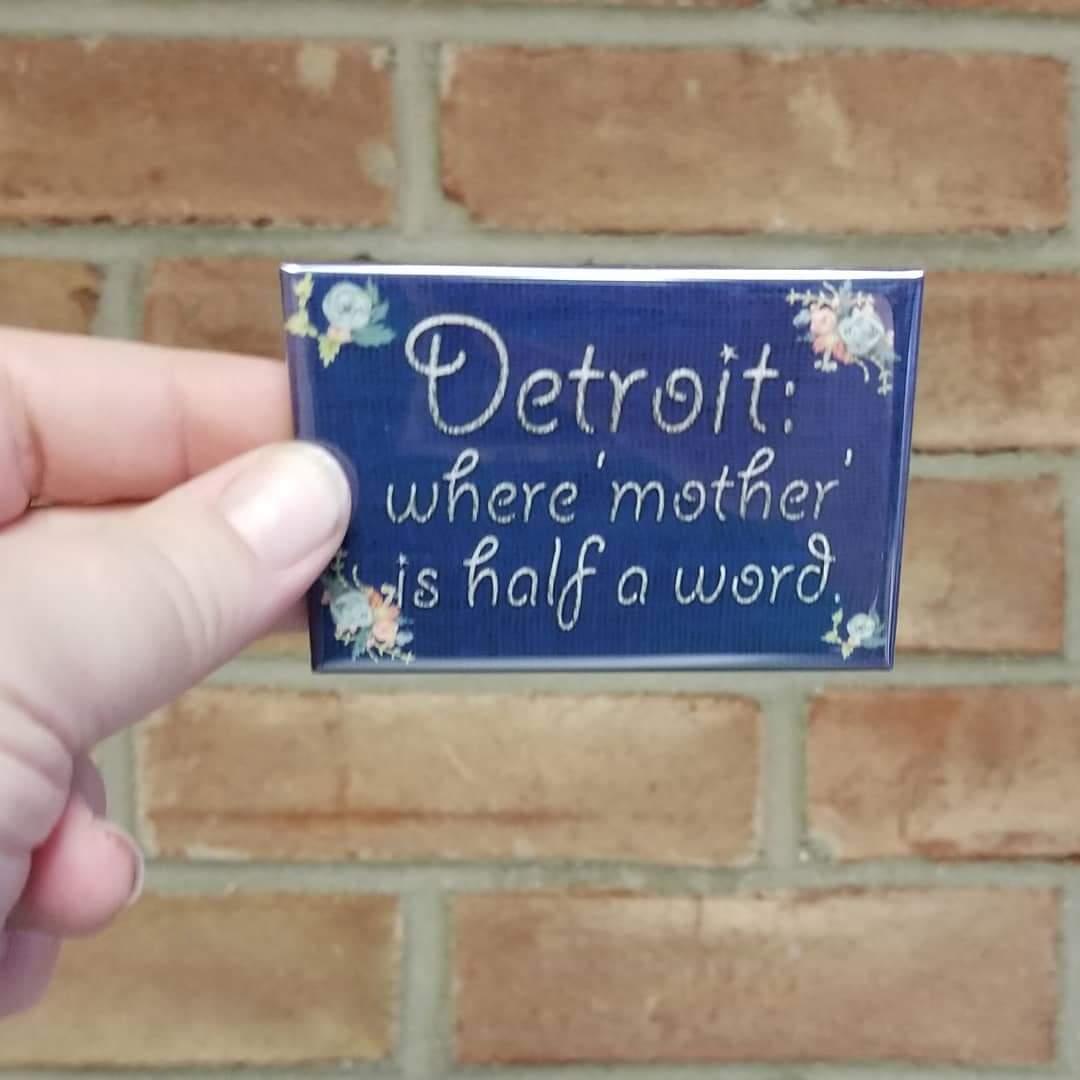 Detroit:
where 'mother'
is half a word.